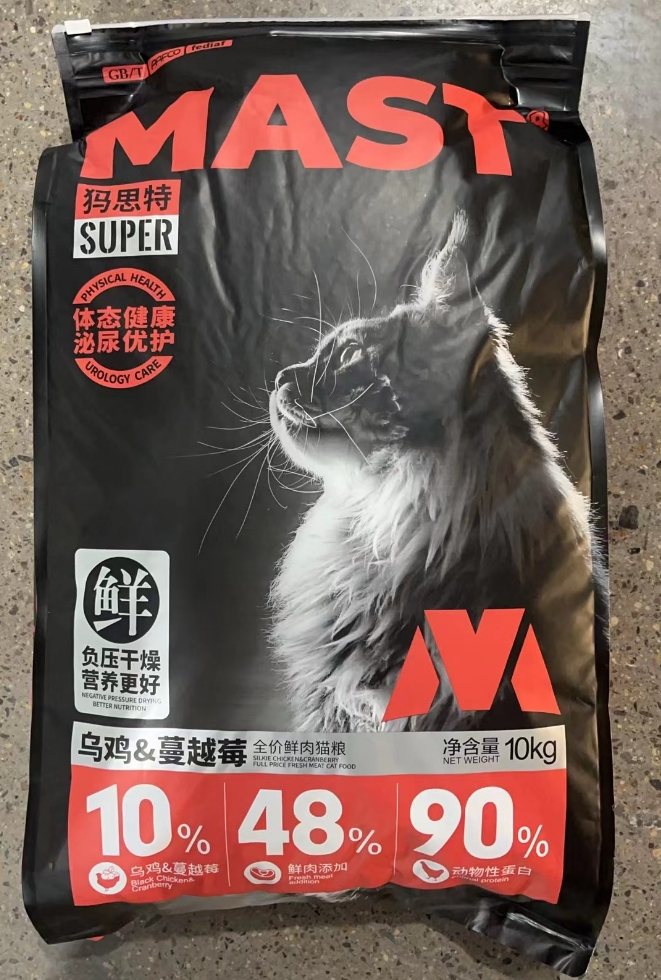 GB/T AAFCO fediaf
MAST®
犸思特
SUPER
PHYSICAL HEALTH
体态健康
泌尿优护
UROLOGY CARE
鲜
负压干燥
营养更好
NEGATIVE PRESSURE DRYING
BETTER NUTRITION
乌鸡&蔓越莓
全价鲜肉猫粮
SILKIE CHICKEN&CRANBERRY
FULL PRICE FRESH MEAT CAT FOOD
净含量 10kg
NET WEIGHT
10%
乌鸡&蔓越莓
Black Chicken&
Cranberry
48%
鲜肉添加
Fresh meat
addition
90%
动物性蛋白
protein